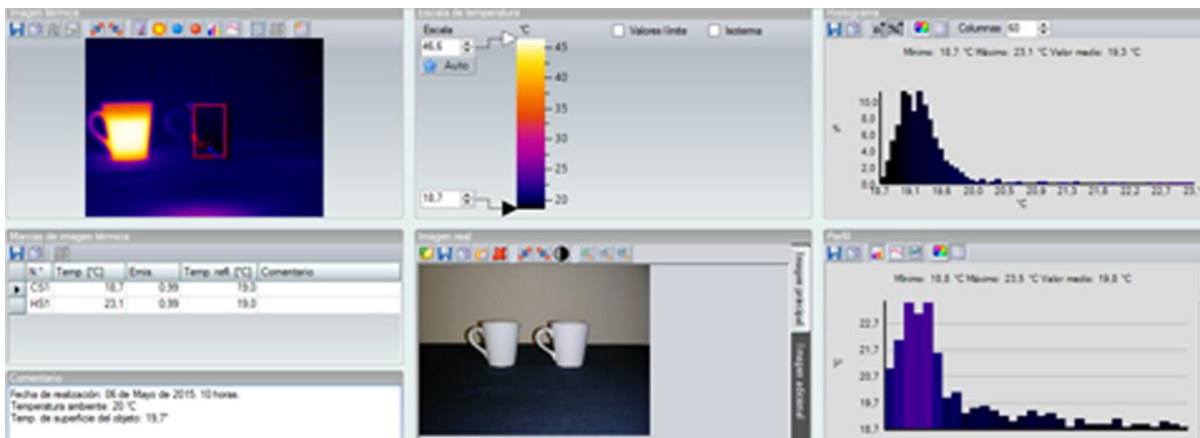 Imagen térmica
Escala de temperatura
Histograma
Escala
°C
46,6
Auto
18,7
45
40
35
30
25
20
Valores límite
Isoterma
Columnas 60
Mínimo: 18,7 °C Máximo: 23,1 °C Valor medio: 19,3 °C
%
10,0
8,0
6,0
4,0
2,0
0,0
18,7 19,1 19,6 20,0 20,5 20,9 21,3 21,8 22,2 22,7 23,1
°C
Marcas de imagen térmica
N.° Temp. [°C] Emis. Temp. refl. [°C] Comentario
CS1 18,7 0.99 19.0
HS1 23,1 0.99 19.0
Comentario
Fecha de realización: 06 de Mayo de 2015. 10 horas.
Temperatura ambiente: 20 °C
Temp. de superficie del objeto: 19.7°
Imagen real
Imagen principal
Imagen adicional
Perfil
Mínimo: 18,8 °C Máximo: 23,5 °C Valor medio: 19,8 °C
°C
22,7
21,7
20,7
19,7
18,7